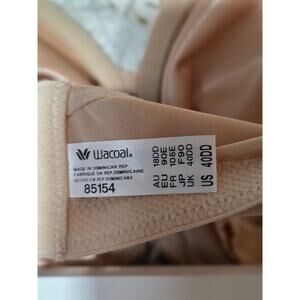 Wacoal®
MADE IN DOMINICAN REP.
FABRIQUE EN REP. DOMINICAINE
HECHO EN REP. DOMINICANA
85154
AU 18DD
EU 90E
FR 105E
JP F90
UK 40DD
US 40DD